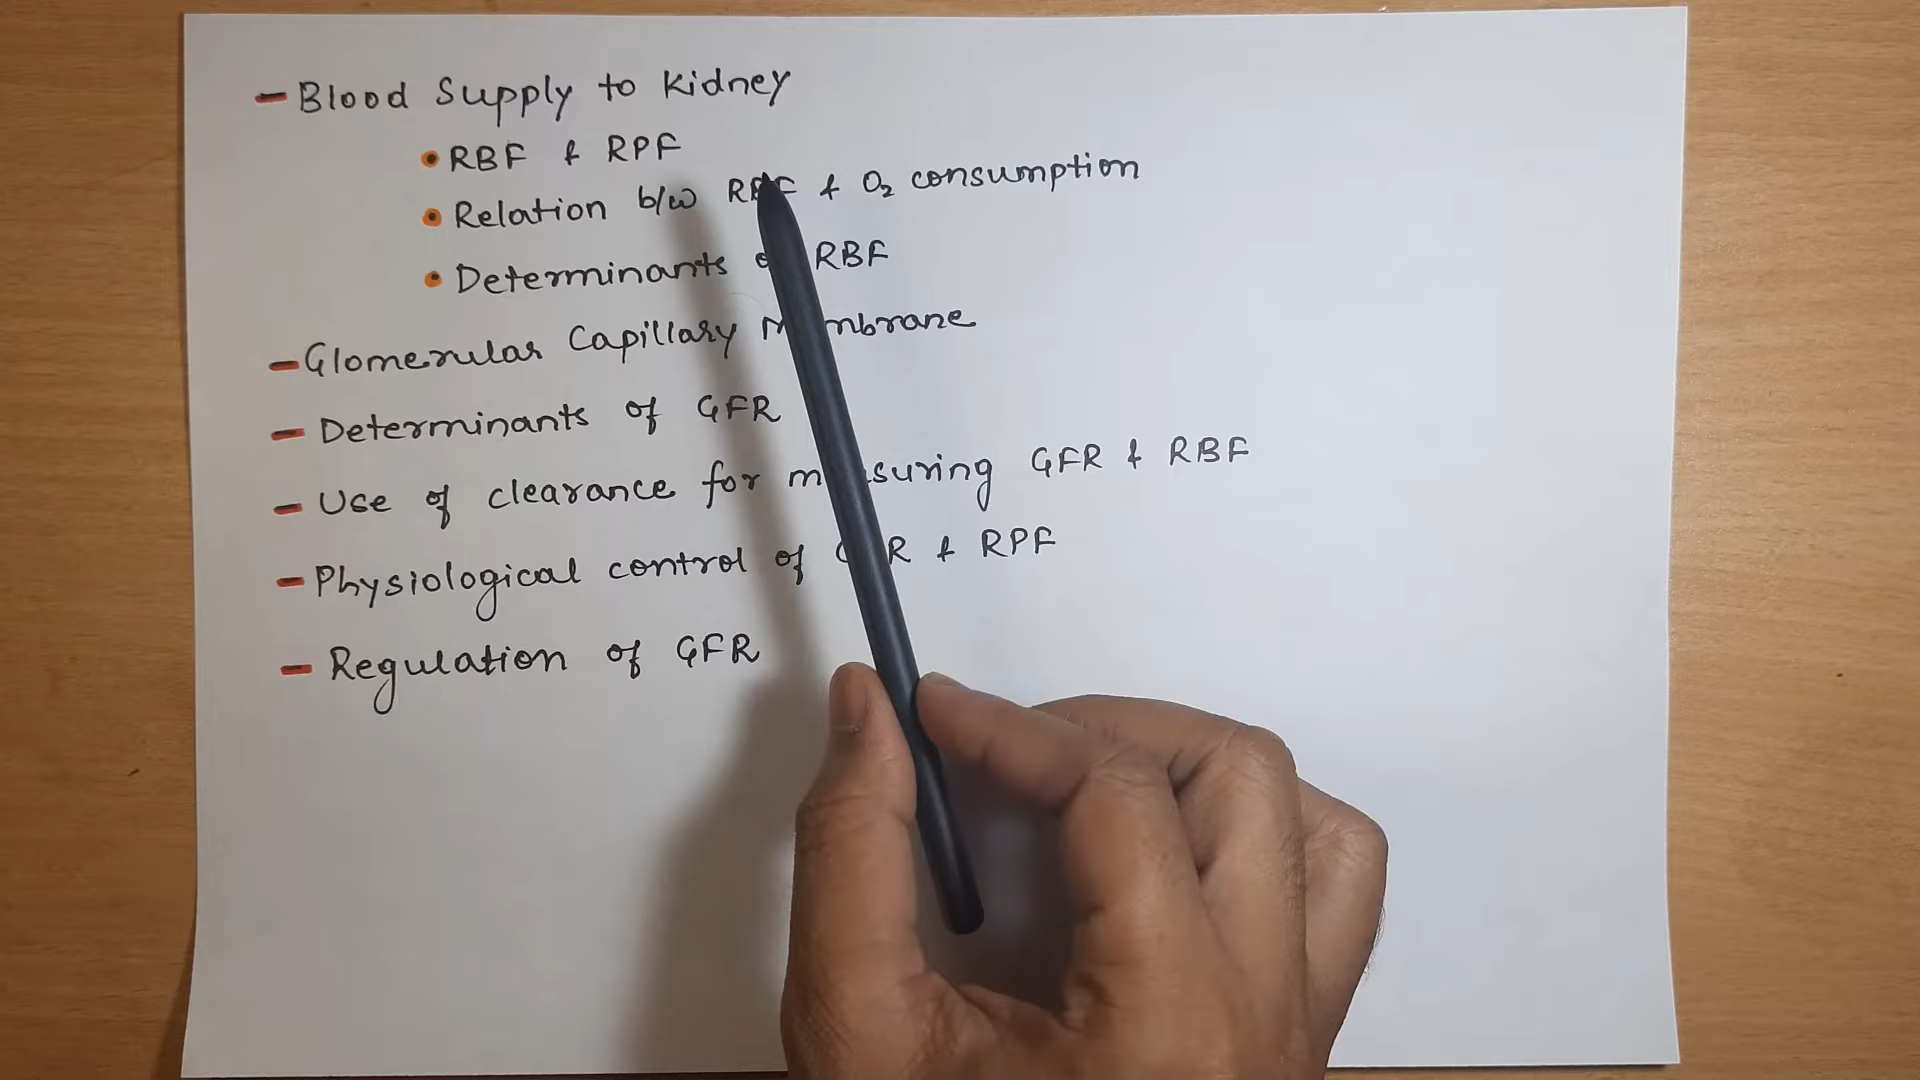 - Blood Supply to Kidney
• RBF & RPF
• Relation b/w RBF & O₂ consumption
• Determinants RBF
- Glomerular Capillary
- Determinants of GFR
- Use of clearance for GFR & RBF
- Physiological control of & RPF
- Regulation of GFR